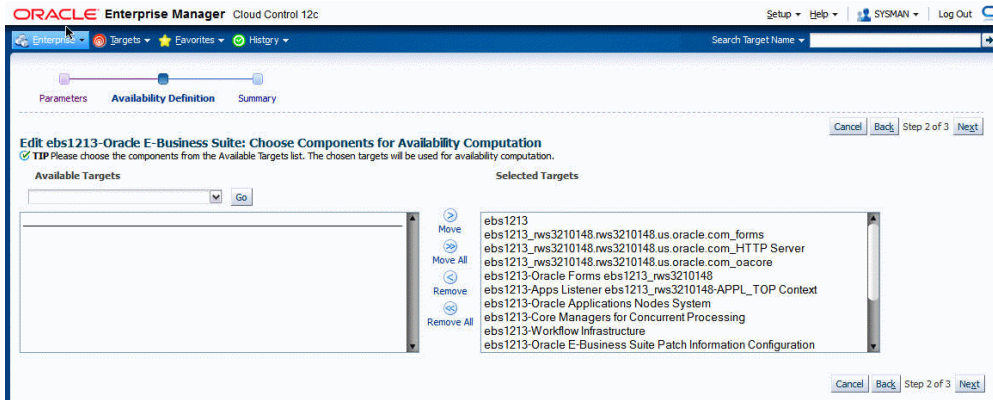 ORACLE Enterprise Manager Cloud Control 12c
Setup Help SYSMAN Log Out
Enterprise Targets Favorites History Search Target Name
Parameters Availability Definition Summary
Cancel Back Step 2 of 3 Next
Edit ebs1213-Oracle E-Business Suite: Choose Components for Availability Computation
TIP Please choose the components from the Available Targets list. The chosen targets will be used for availability computation.
Available Targets
Go
Move
Move All
Remove
Remove All
Selected Targets
ebs1213
ebs1213_rws3210148.rws3210148.us.oracle.com_forms
ebs1213_rws3210148.rws3210148.us.oracle.com_HTTP Server
ebs1213_rws3210148.rws3210148.us.oracle.com_oacore
ebs1213-Oracle Forms ebs1213_rws3210148
ebs1213-Apps Listener ebs1213_rws3210148-APPL_TOP Context
ebs1213-Oracle Applications Nodes System
ebs1213-Core Managers for Concurrent Processing
ebs1213-Workflow Infrastructure
ebs1213-Oracle E-Business Suite Patch Information Configuration
Cancel Back Step 2 of 3 Next